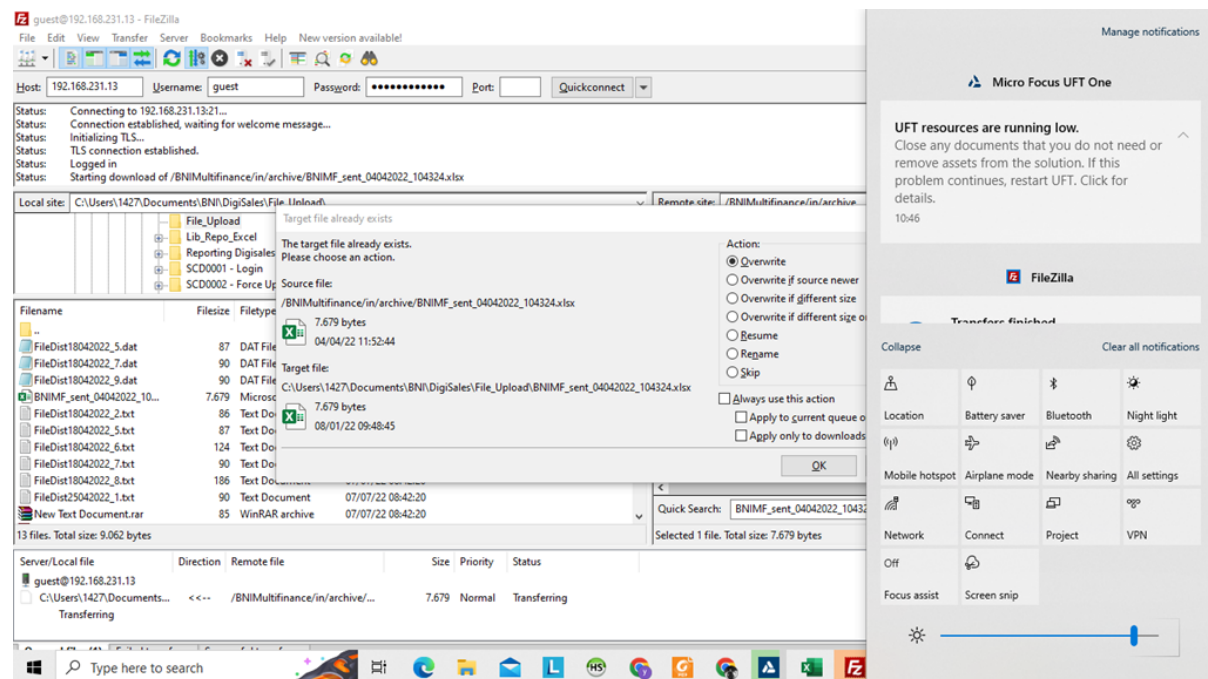 guest@192.168.231.13 - FileZilla
File Edit View Transfer Server Bookmarks Help New version available!
Host: 192.168.231.13 Username: guest Password: ●●●●●●●●●●●● Port: Quickconnect
Status: Connecting to 192.168.231.13:21...
Status: Connection established, waiting for welcome message...
Status: Initializing TLS...
Status: TLS connection established.
Status: Logged in
Status: Starting download of /BNIMultifinance/in/archive/BNIMF_sent_04042022_104324.xlsx
Local site: C:\Users\1427\Documents\BNI\DigiSales\File_Upload\
File_Upload
Lib_Repo_Excel
Reporting Digisales
SCD0001 - Login
SCD0002 - Force Up
Filename Filesize Filetype
..
FileDist18042022_5.dat 87 DAT File
FileDist18042022_7.dat 90 DAT File
FileDist18042022_9.dat 90 DAT File
BNIMF_sent_04042022_10... 7.679 Microso
FileDist18042022_2.txt 86 Text Do
FileDist18042022_5.txt 87 Text Do
FileDist18042022_6.txt 124 Text Do
FileDist18042022_7.txt 90 Text Do
FileDist18042022_8.txt 186 Text Document 07/07/22 08:42:20
FileDist25042022_1.txt 90 Text Document 07/07/22 08:42:20
New Text Document.rar 85 WinRAR archive 07/07/22 08:42:20
13 files. Total size: 9.062 bytes
Remote site: /BNIMultifinance/in/archive
Target file already exists
The target file already exists.
Please choose an action.
Source file:
/BNIMultifinance/in/archive/BNIMF_sent_04042022_104324.xlsx
7.679 bytes
04/04/22 11:52:44
Target file:
C:\Users\1427\Documents\BNI\DigiSales\File_Upload\BNIMF_sent_04042022_104324.xlsx
7.679 bytes
08/01/22 09:48:45
Action:
Overwrite
Overwrite if source newer
Overwrite if different size
Overwrite if different size o
Resume
Rename
Skip
Always use this action
Apply to current queue o
Apply only to downloads
OK
Quick Search: BNIMF_sent_04042022_10432
Selected 1 file. Total size: 7.679 bytes
Server/Local file Direction Remote file Size Priority Status
guest@192.168.231.13
C:\Users\1427\Documents... <<-- /BNIMultifinance/in/archive/... 7.679 Normal Transferring
Transferring
Type here to search
Manage notifications
Micro Focus UFT One
UFT resources are running low.
Close any documents that you do not need or
remove assets from the solution. If this
problem continues, restart UFT. Click for
details.
10:46
FileZilla
Transfers finished
Collapse Clear all notifications
Location Battery saver Bluetooth Night light
Mobile hotspot Airplane mode Nearby sharing All settings
Network Connect Project VPN
Off
Focus assist Screen snip